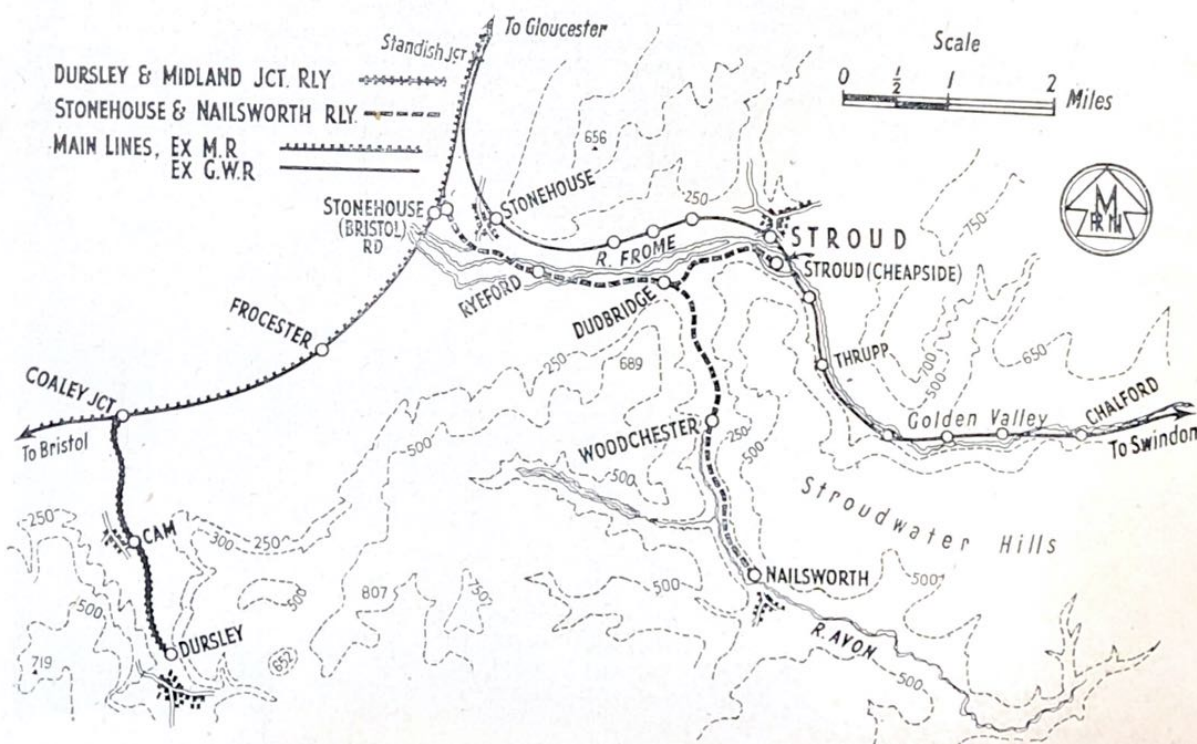 To Gloucester
Standish JCT
Scale
0 ½ 1 2 Miles
DURSLEY & MIDLAND JCT. RLY
STONEHOUSE & NAILSWORTH RLY.
MAIN LINES, EX M.R
EX G.W.R
656
M
STONEHOUSE
(BRISTOL)
RD
STONEHOUSE
250
750
R. FROME
STROUD
STROUD (CHEAPSIDE)
RYEFORD
DUDBRIDGE
FROCESTER
250
689
THRUPP
700
500
650
COALEY JCT
To Bristol
500
WOODCHESTER
250
500
500
Golden Valley
CHALFORD
To Swindon
Stroudwater Hills
250
CAM
300
250
500
500
807
750
500
NAILSWORTH
500
DURSLEY
652
719
R. AVON
500